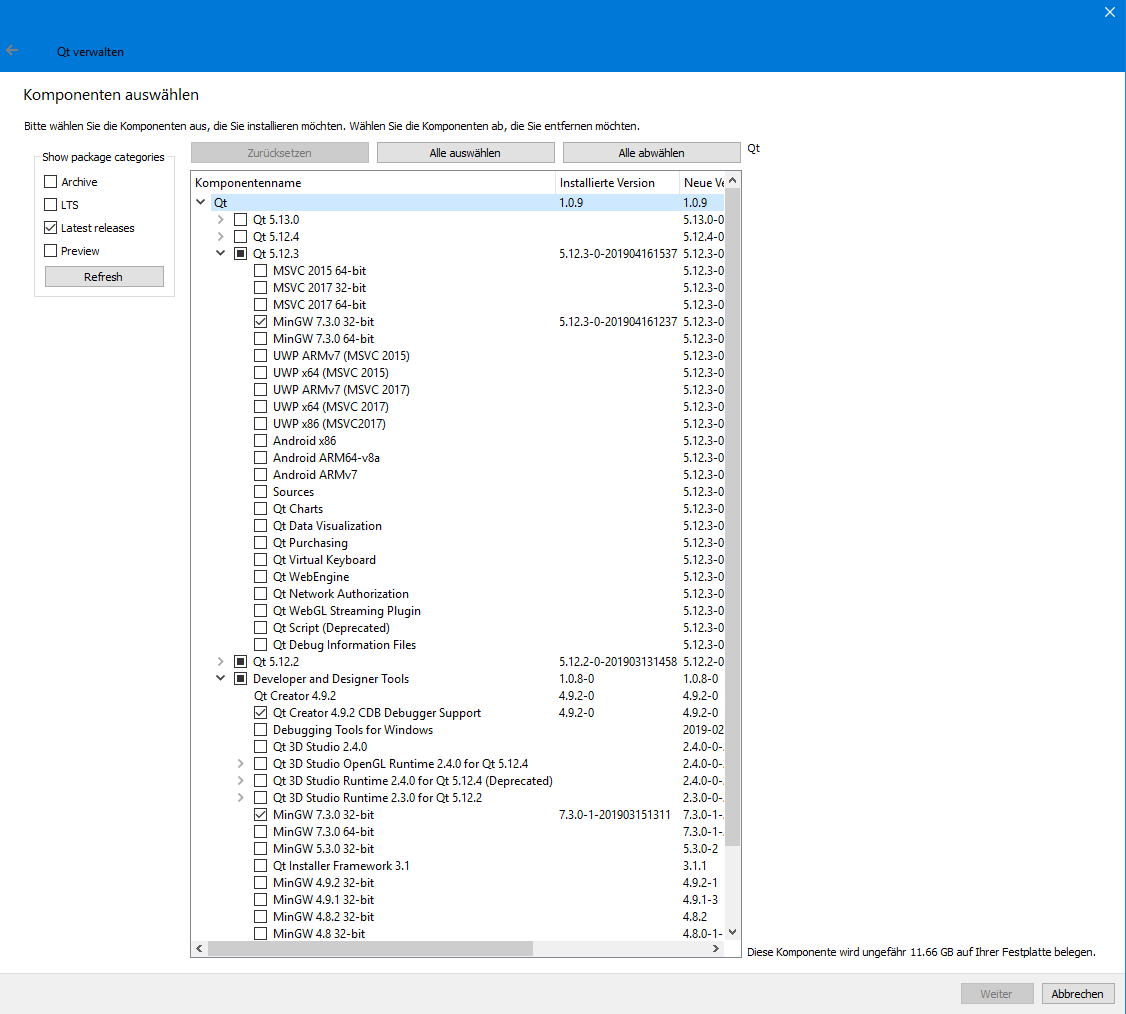 Qt verwalten
Komponenten auswählen
Bitte wählen Sie die Komponenten aus, die Sie installieren möchten. Wählen Sie die Komponenten ab, die Sie entfernen möchten.
Show package categories
Archive
LTS
Latest releases
Preview
Refresh
Zurücksetzen Alle auswählen Alle abwählen Qt
Komponentenname Installierte Version Neue Ve
Qt 1.0.9 1.0.9
Qt 5.13.0 5.13.0-0
Qt 5.12.4 5.12.4-0
Qt 5.12.3 5.12.3-0-201904161537 5.12.3-0
MSVC 2015 64-bit 5.12.3-0
MSVC 2017 32-bit 5.12.3-0
MSVC 2017 64-bit 5.12.3-0
MinGW 7.3.0 32-bit 5.12.3-0-201904161237 5.12.3-0
MinGW 7.3.0 64-bit 5.12.3-0
UWP ARMv7 (MSVC 2015) 5.12.3-0
UWP x64 (MSVC 2015) 5.12.3-0
UWP ARMv7 (MSVC 2017) 5.12.3-0
UWP x64 (MSVC 2017) 5.12.3-0
UWP x86 (MSVC2017) 5.12.3-0
Android x86 5.12.3-0
Android ARM64-v8a 5.12.3-0
Android ARMv7 5.12.3-0
Sources 5.12.3-0
Qt Charts 5.12.3-0
Qt Data Visualization 5.12.3-0
Qt Purchasing 5.12.3-0
Qt Virtual Keyboard 5.12.3-0
Qt WebEngine 5.12.3-0
Qt Network Authorization 5.12.3-0
Qt WebGL Streaming Plugin 5.12.3-0
Qt Script (Deprecated) 5.12.3-0
Qt Debug Information Files 5.12.3-0
Qt 5.12.2 5.12.2-0-201903131458 5.12.2-0
Developer and Designer Tools 1.0.8-0 1.0.8-0
Qt Creator 4.9.2 4.9.2-0 4.9.2-0
Qt Creator 4.9.2 CDB Debugger Support 4.9.2-0 4.9.2-0
Debugging Tools for Windows 2019-02
Qt 3D Studio 2.4.0 2.4.0-0-
Qt 3D Studio OpenGL Runtime 2.4.0 for Qt 5.12.4 2.4.0-0-
Qt 3D Studio Runtime 2.4.0 for Qt 5.12.4 (Deprecated) 2.4.0-0-
Qt 3D Studio Runtime 2.3.0 for Qt 5.12.2 2.3.0-0-
MinGW 7.3.0 32-bit 7.3.0-1-201903151311 7.3.0-1-
MinGW 7.3.0 64-bit 7.3.0-1-
MinGW 5.3.0 32-bit 5.3.0-2
Qt Installer Framework 3.1 3.1.1
MinGW 4.9.2 32-bit 4.9.2-1
MinGW 4.9.1 32-bit 4.9.1-3
MinGW 4.8.2 32-bit 4.8.2
MinGW 4.8 32-bit 4.8.0-1-
Diese Komponente wird ungefähr 11.66 GB auf Ihrer Festplatte belegen.
Weiter Abbrechen